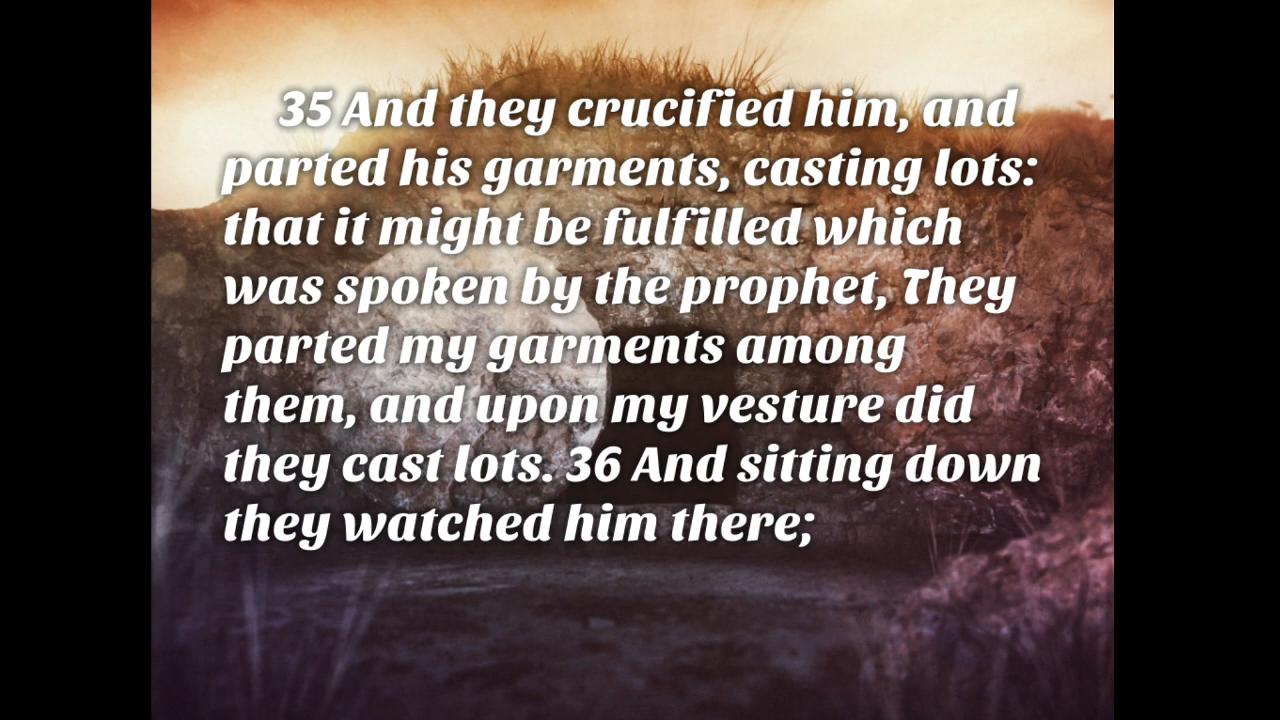 35 And they crucified him, and
parted his garments, casting lots:
that it might be fulfilled which
was spoken by the prophet, They
parted my garments among
them, and upon my vesture did
they cast lots. 36 And sitting down
they watched him there;